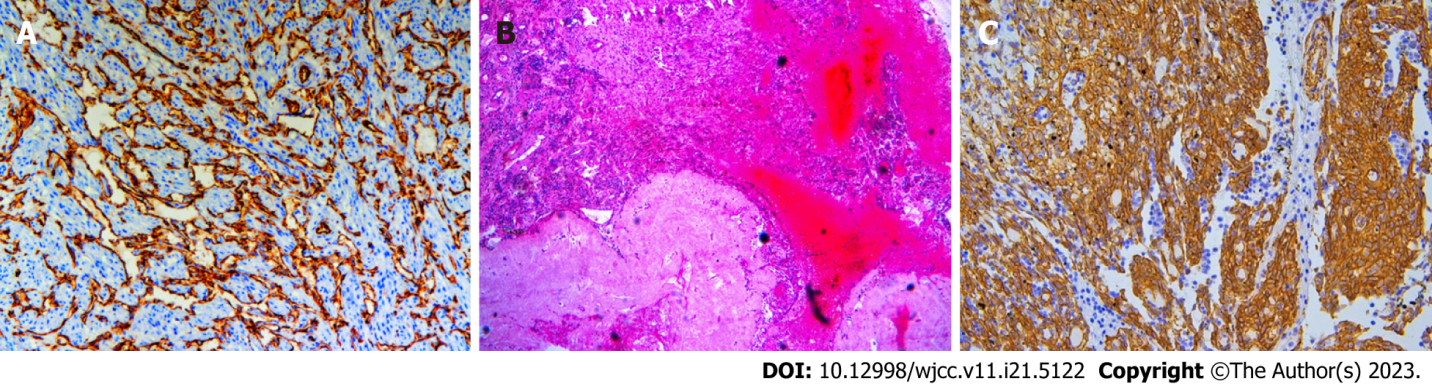 A
B
C
DOI: 10.12998/wjcc.v11.i21.5122 Copyright ©The Author(s) 2023.